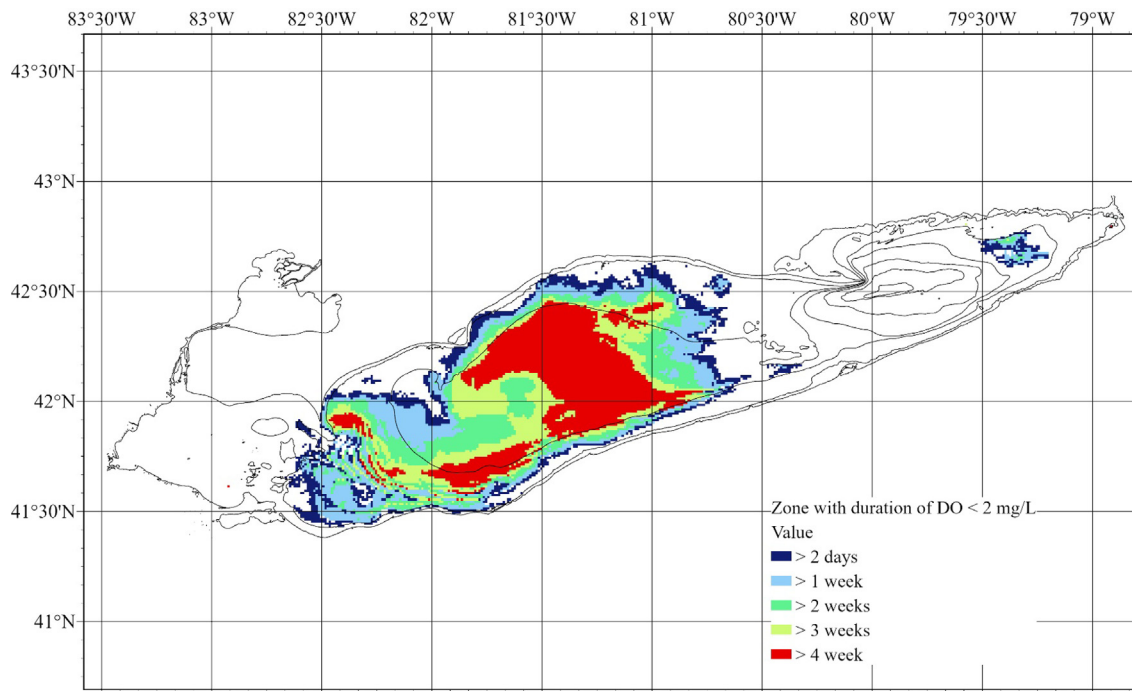 83°30'W 83°W 82°30'W 82°W 81°30'W 81°W 80°30'W 80°W 79°30'W 79°W
43°30'N
43°N
42°30'N
42°N
41°30'N
41°N
Zone with duration of DO < 2 mg/L
Value
> 2 days
> 1 week
> 2 weeks
> 3 weeks
> 4 week